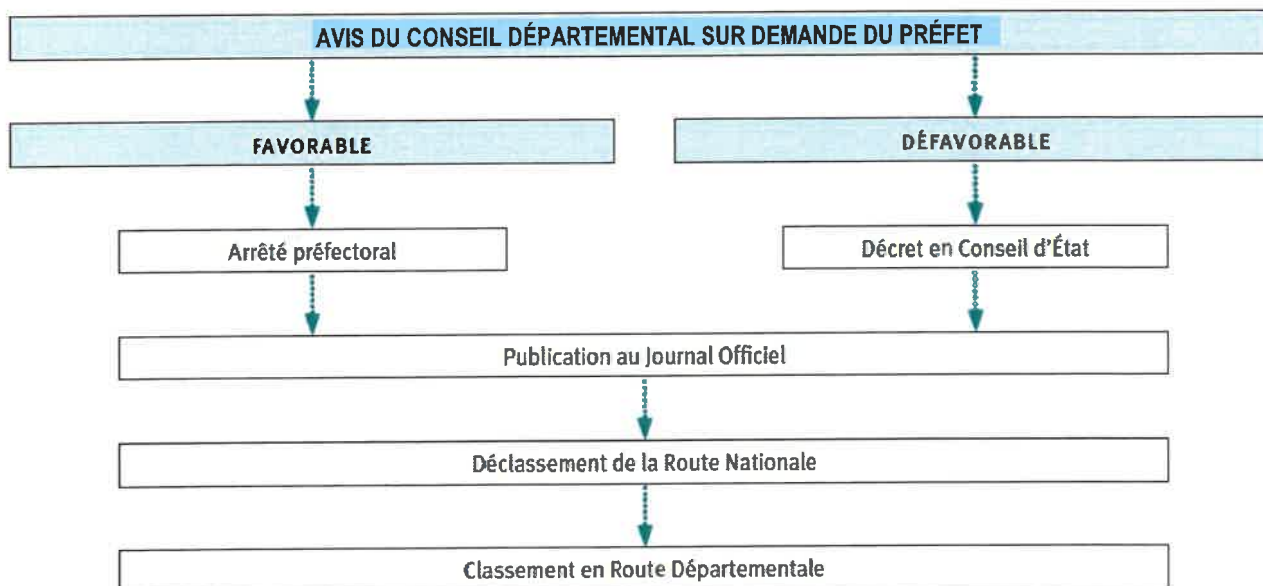 AVIS DU CONSEIL DÉPARTEMENTAL SUR DEMANDE DU PRÉFET
FAVORABLE
DÉFAVORABLE
Arrêté préfectoral
Décret en Conseil d'État
Publication au Journal Officiel
Déclassement de la Route Nationale
Classement en Route Départementale